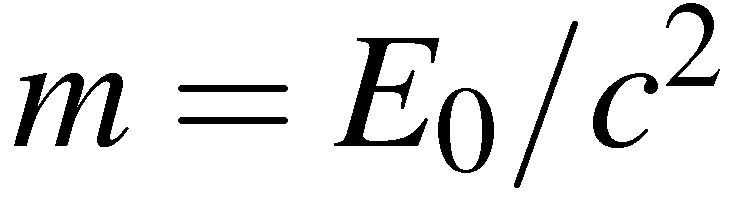 m = E₀/c²